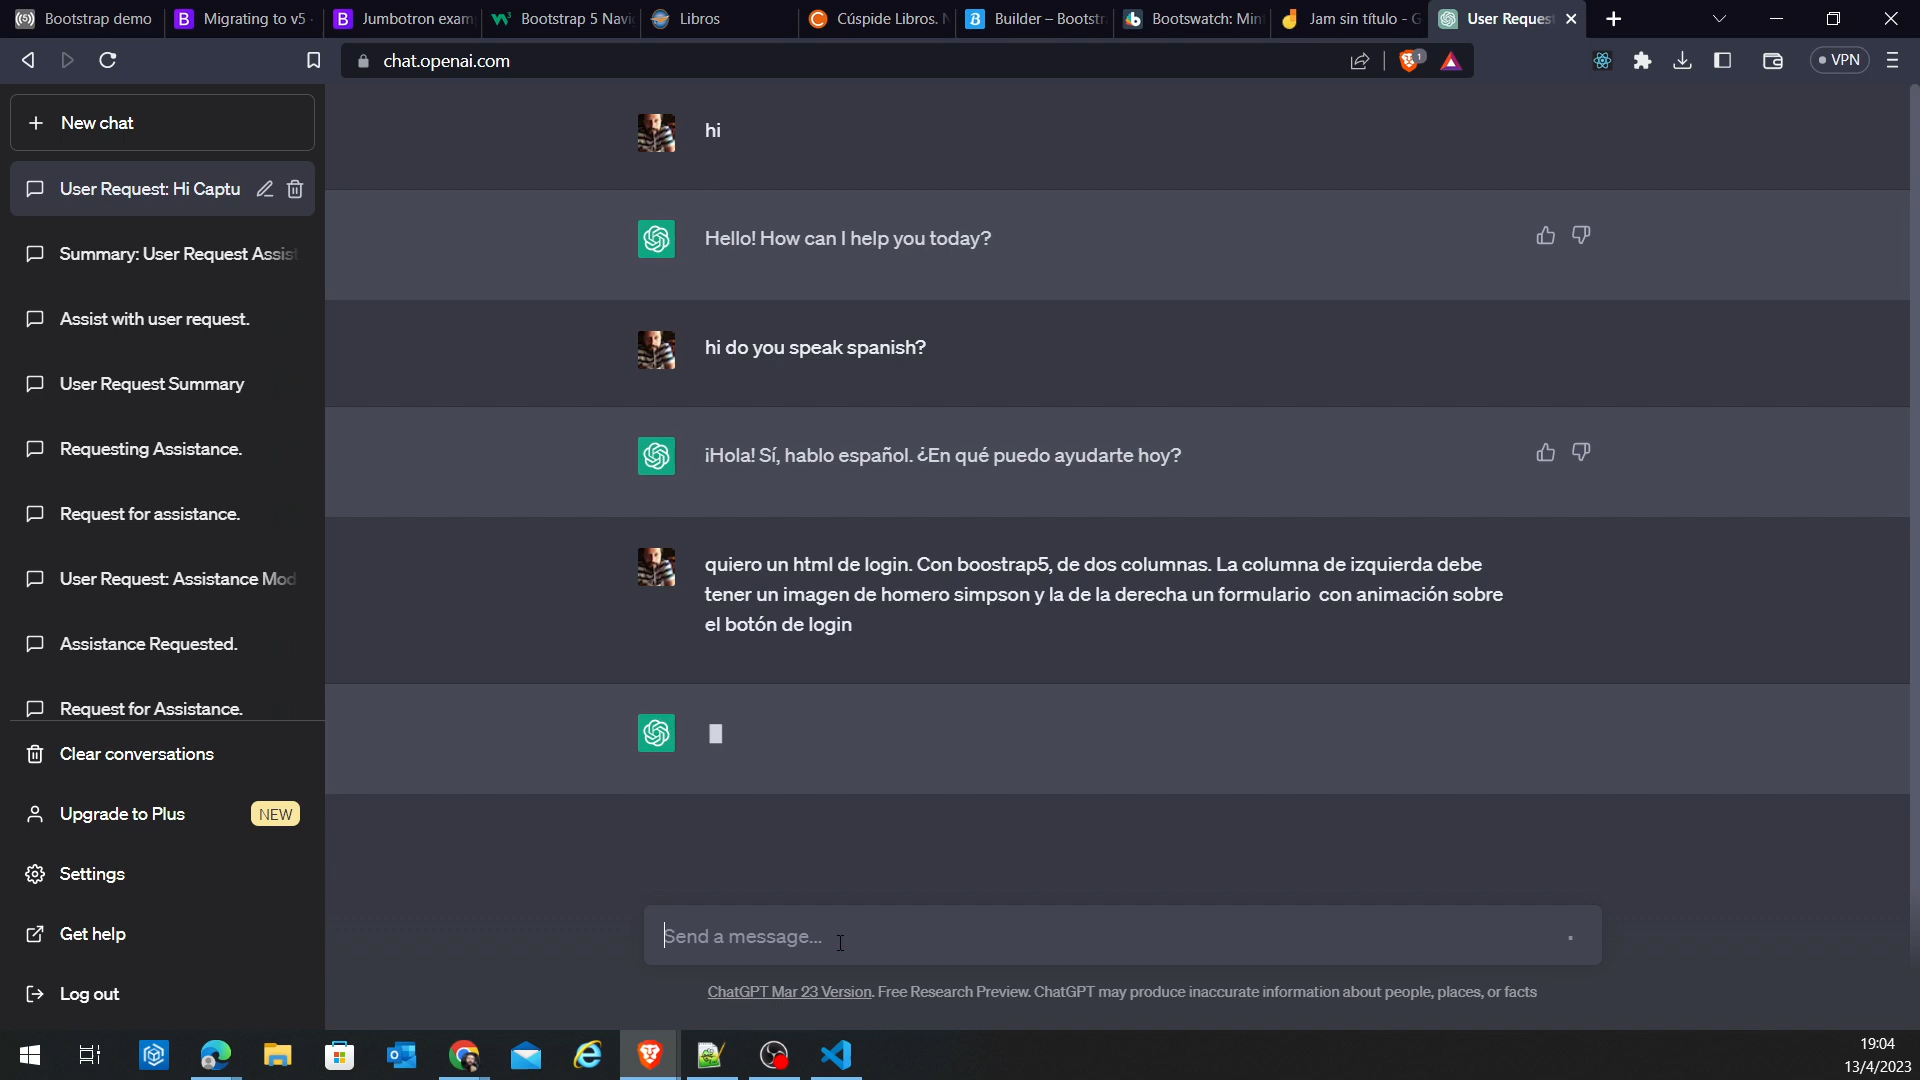 Bootstrap demo
Migrating to v5
Jumbotron exam
Bootstrap 5 Navi
Libros
Cúspide Libros.
Builder – Bootstr
Bootswatch: Min
Jam sin título - G
User Reques
chat.openai.com
1
VPN
New chat
User Request: Hi Captu
Summary: User Request Assist
Assist with user request.
User Request Summary
Requesting Assistance.
Request for assistance.
User Request: Assistance Mod
Assistance Requested.
Request for Assistance.
Clear conversations
Upgrade to Plus
NEW
Settings
Get help
Log out
hi
Hello! How can I help you today?
hi do you speak spanish?
¡Hola! Sí, hablo español. ¿En qué puedo ayudarte hoy?
quiero un html de login. Con boostrap5, de dos columnas. La columna de izquierda debe
tener un imagen de homero simpson y la de la derecha un formulario con animación sobre
el botón de login
Send a message...
ChatGPT Mar 23 Version. Free Research Preview. ChatGPT may produce inaccurate information about people, places, or facts
19:04
13/4/2023